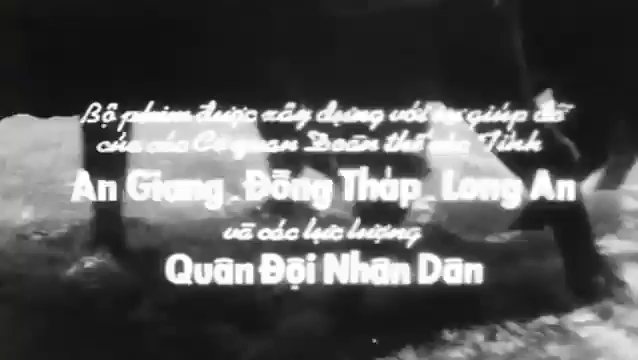 Bộ phim được xây dựng với sự giúp đỡ
của các Cơ quan Đoàn thể các Tỉnh
An Giang _ Đồng Tháp _ Long An
và các lực lượng
Quân Đội Nhân Dân